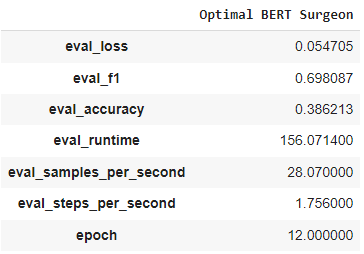 Optimal BERT Surgeon
eval_loss 0.054705
eval_f1 0.698087
eval_accuracy 0.386213
eval_runtime 156.071400
eval_samples_per_second 28.070000
eval_steps_per_second 1.756000
epoch 12.000000